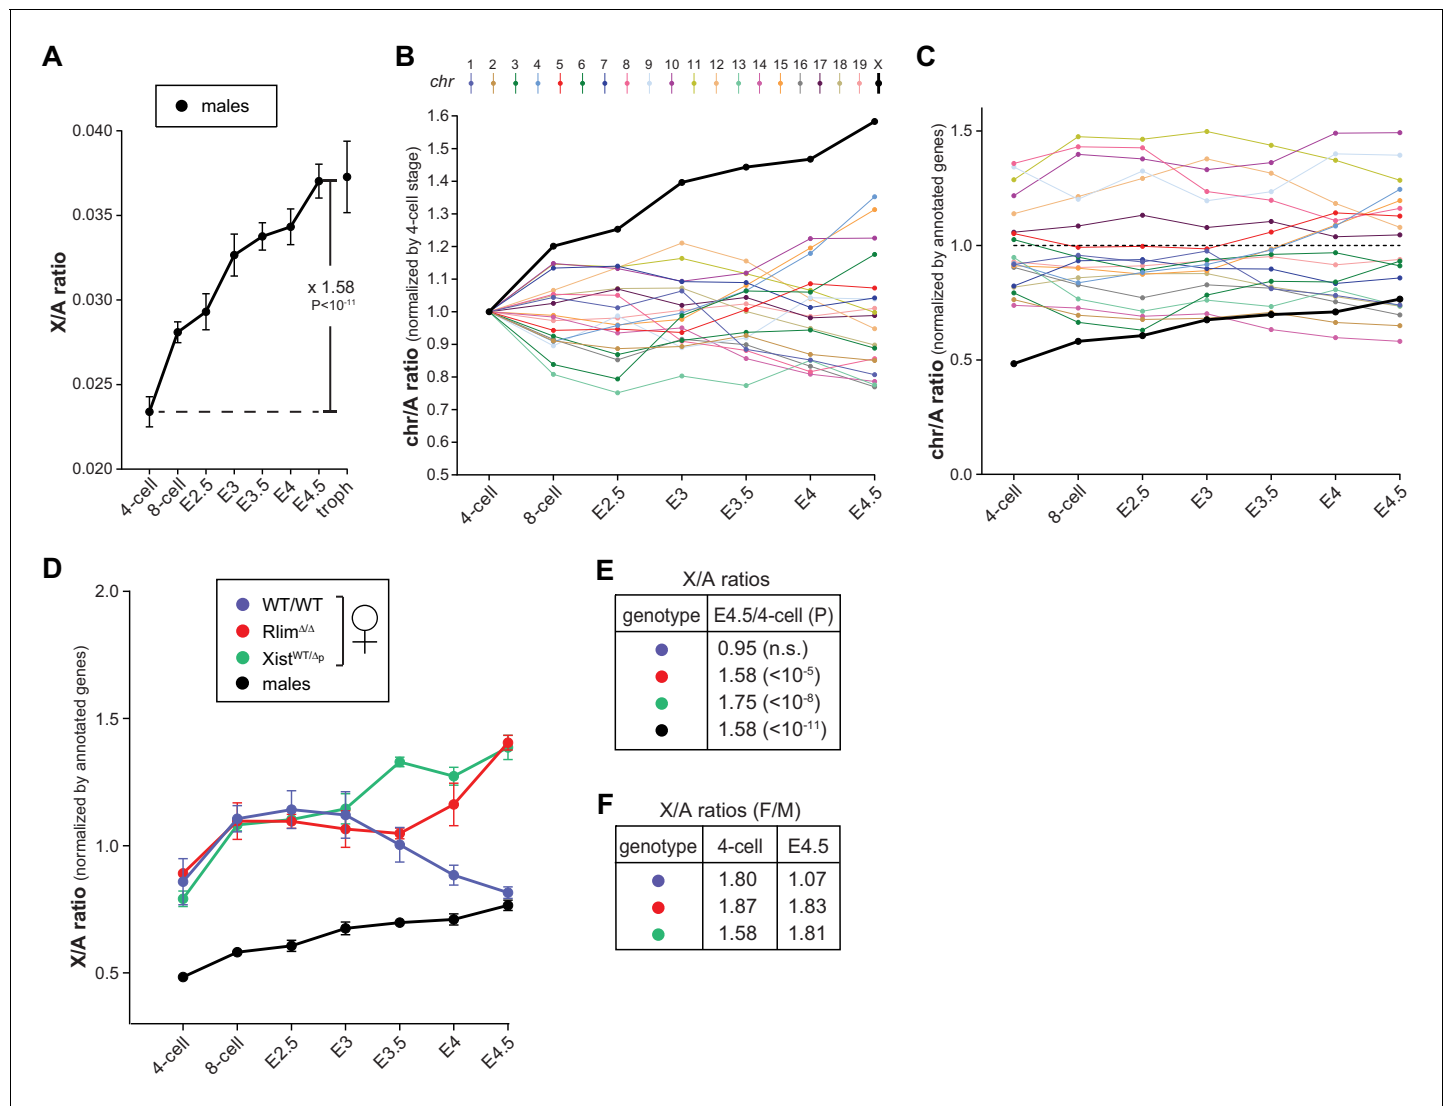 A
males
X/A ratio
0.040
0.035
0.030
0.025
0.020
x 1.58
P<10-11
4-cell
8-cell
E2.5
E3
E3.5
E4
E4.5
troph
B
chr
1 2 3 4 5 6 7 8 9 10 11 12 13 14 15 16 17 18 19 X
chr/A ratio (normalized by 4-cell stage)
1.6
1.5
1.4
1.3
1.2
1.1
1.0
0.9
0.8
0.7
0.6
0.5
4-cell
8-cell
E2.5
E3
E3.5
E4
E4.5
C
chr/A ratio (normalized by annotated genes)
1.5
1.0
0.5
0.0
4-cell
8-cell
E2.5
E3
E3.5
E4
E4.5
D
WT/WT
RlimΔ/Δ
XistWT/Δp
♀
males
X/A ratio (normalized by annotated genes)
2.0
1.5
1.0
0.5
4-cell
8-cell
E2.5
E3
E3.5
E4
E4.5
E
X/A ratios
genotype E4.5/4-cell (P)
0.95 (n.s.)
1.58 (<10-5)
1.75 (<10-8)
1.58 (<10-11)
F
X/A ratios (F/M)
genotype 4-cell E4.5
1.80 1.07
1.87 1.83
1.58 1.81